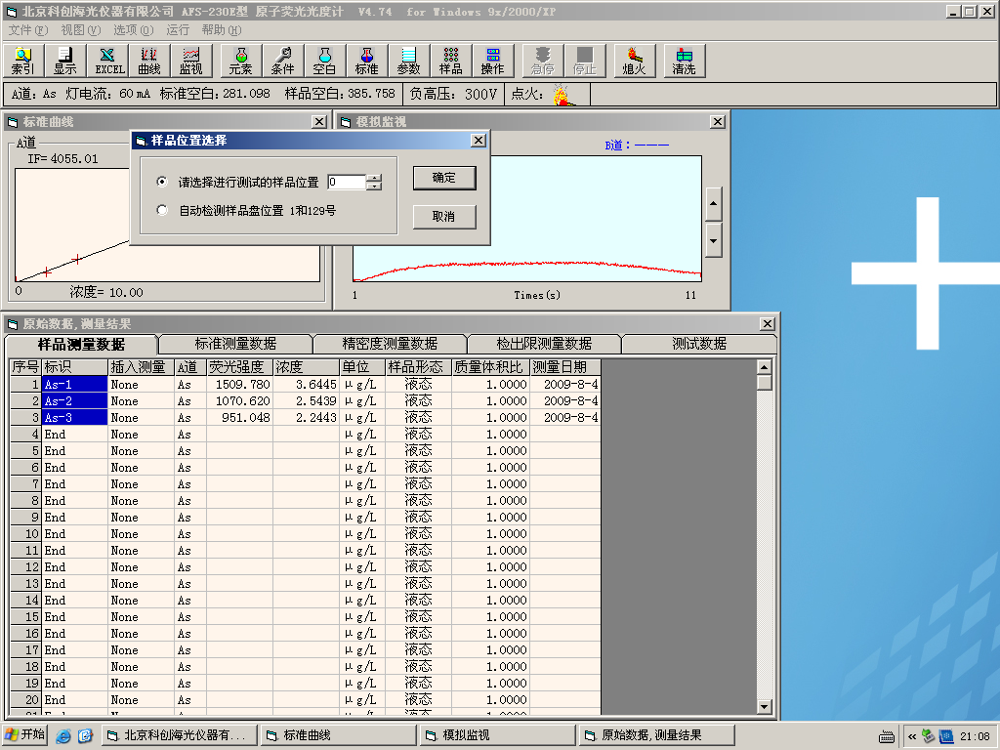 北京科创海光仪器有限公司 AFS-230E型 原子荧光光度计 V4.74 for Windows 9x/2000/XP
文件(F) 视图(V) 选项(O) 运行 帮助(H)
索引 显示 EXCEL 曲线 监视 元素 条件 空白 标准 参数 样品 操作 急停 停止 熄火 清洗
A道: As 灯电流: 60 mA 标准空白:281.098 样品空白:385.758 负高压: 300V 点火:
标准曲线
A道
IF= 4055.01
0 浓度= 10.00
模拟监视
B道:———
1 Times(s) 11
样品位置选择
请选择进行测试的样品位置 0 确定
自动检测样品盘位置 1和129号 取消
原始数据,测量结果
样品测量数据 标准测量数据 精密度测量数据 检出限测量数据 测试数据
序号 标识 插入测量 A道 荧光强度 浓度 单位 样品形态 质量体积比 测量日期
1 As-1 None As 1509.780 3.6445 μg/L 液态 1.0000 2009-8-4
2 As-2 None As 1070.620 2.5439 μg/L 液态 1.0000 2009-8-4
3 As-3 None As 951.048 2.2443 μg/L 液态 1.0000 2009-8-4
4 End None As μg/L 液态 1.0000
5 End None As μg/L 液态 1.0000
6 End None As μg/L 液态 1.0000
7 End None As μg/L 液态 1.0000
8 End None As μg/L 液态 1.0000
9 End None As μg/L 液态 1.0000
10 End None As μg/L 液态 1.0000
11 End None As μg/L 液态 1.0000
12 End None As μg/L 液态 1.0000
13 End None As μg/L 液态 1.0000
14 End None As μg/L 液态 1.0000
15 End None As μg/L 液态 1.0000
16 End None As μg/L 液态 1.0000
17 End None As μg/L 液态 1.0000
18 End None As μg/L 液态 1.0000
19 End None As μg/L 液态 1.0000
20 End None As μg/L 液态 1.0000
开始 北京科创海光仪器有... 标准曲线 模拟监视 原始数据,测量结果 « 21:08